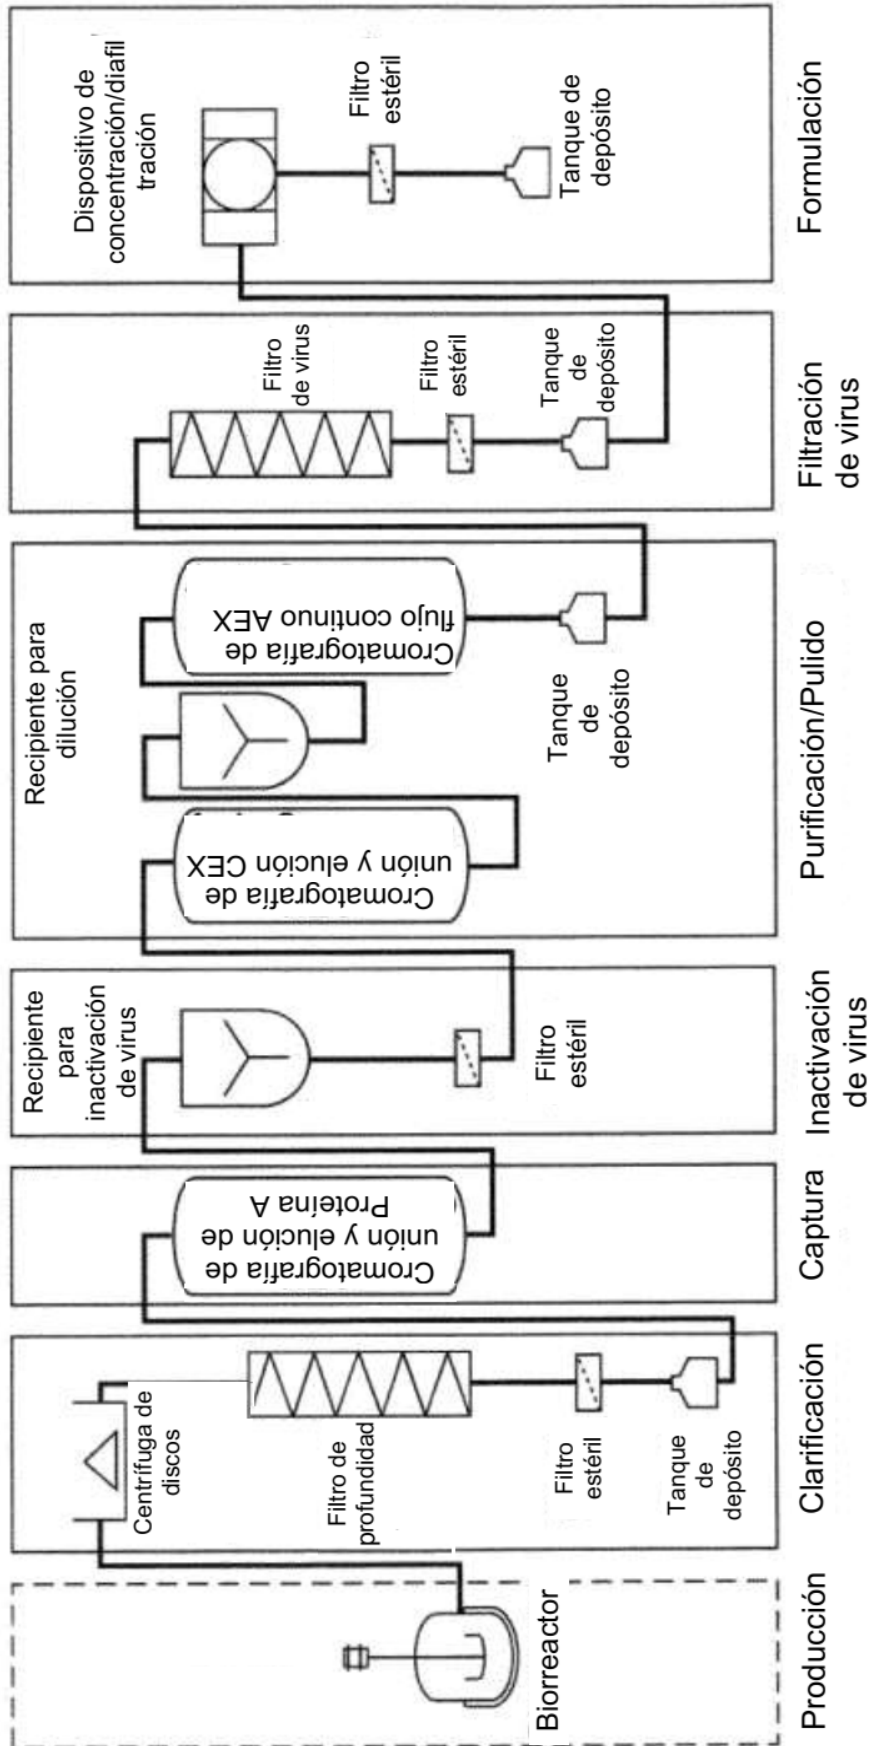 Biorreactor
Producción
Centrífuga de
discos
Filtro de
profundidad
Filtro
estéril
Tanque
de
depósito
Clarificación
Cromatografía de
unión y elución de
Proteína A
Captura
Recipiente
para
inactivación
de virus
Filtro
estéril
Inactivación
de virus
Recipiente para
dilución
Cromatografía de
unión y elución CEX
Cromatografía de
flujo continuo AEX
Tanque
de
depósito
Purificación/Pulido
Filtro
de virus
Filtro
estéril
Tanque
de
depósito
Filtración
de virus
Dispositivo de
concentración/diafil
tración
Filtro
estéril
Tanque de
depósito
Formulación